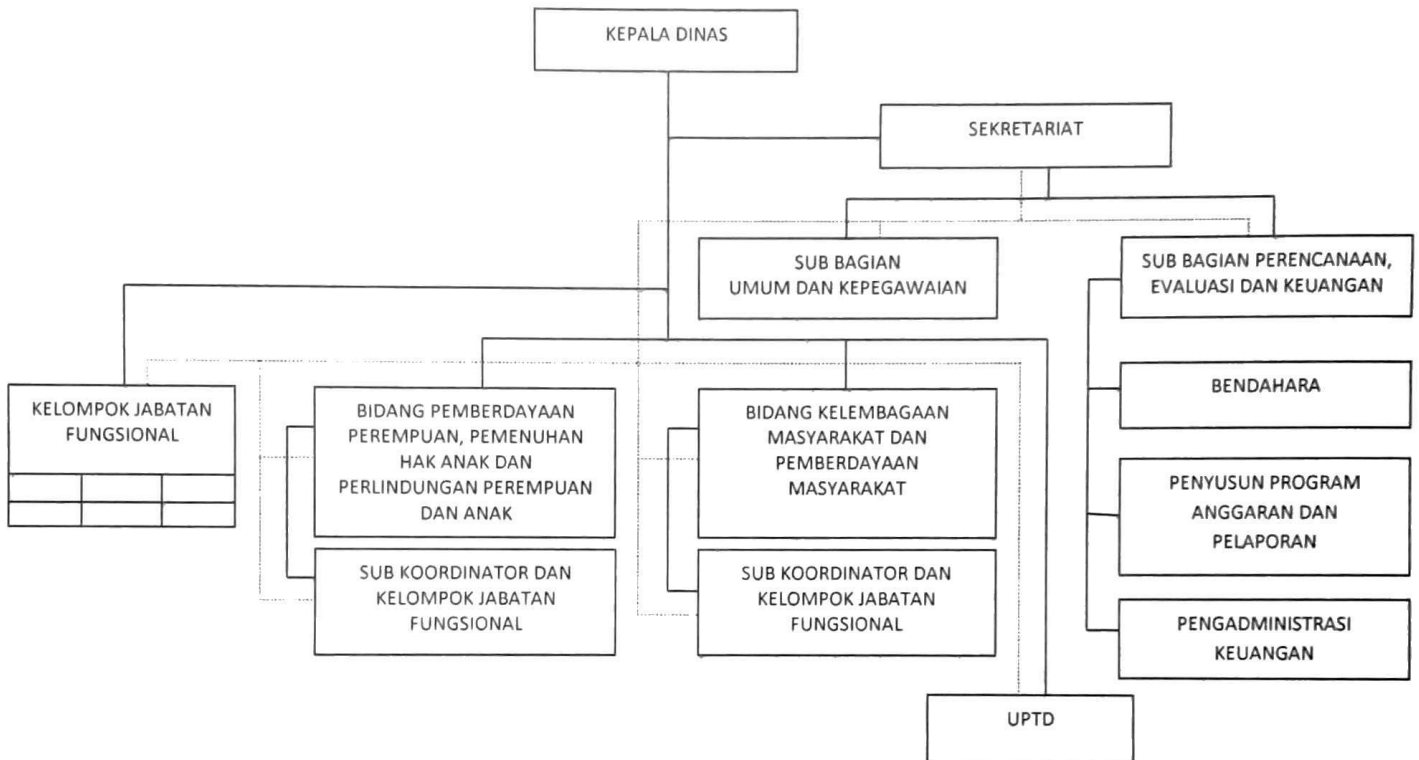 KEPALA DINAS
SEKRETARIAT
SUB BAGIAN
UMUM DAN KEPEGAWAIAN
SUB BAGIAN PERENCANAAN,
EVALUASI DAN KEUANGAN
KELOMPOK JABATAN
FUNGSIONAL
BIDANG PEMBERDAYAAN
PEREMPUAN, PEMENUHAN
HAK ANAK DAN
PERLINDUNGAN PEREMPUAN
DAN ANAK
BIDANG KELEMBAGAAN
MASYARAKAT DAN
PEMBERDAYAAN
MASYARAKAT
BENDAHARA
PENYUSUN PROGRAM
ANGGARAN DAN
PELAPORAN
SUB KOORDINATOR DAN
KELOMPOK JABATAN
FUNGSIONAL
SUB KOORDINATOR DAN
KELOMPOK JABATAN
FUNGSIONAL
PENGADMINISTRASI
KEUANGAN
UPTD